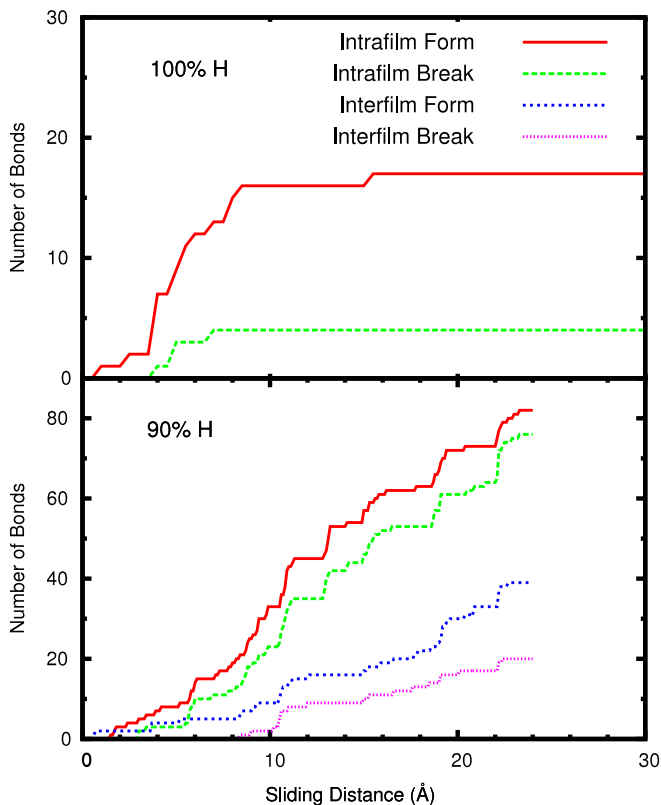 30
20
10
0
Number of Bonds
100% H
Intrafilm Form
Intrafilm Break
Interfilm Form
Interfilm Break
80
60
40
20
0
Number of Bonds
90% H
0 10 20 30
Sliding Distance (Å)